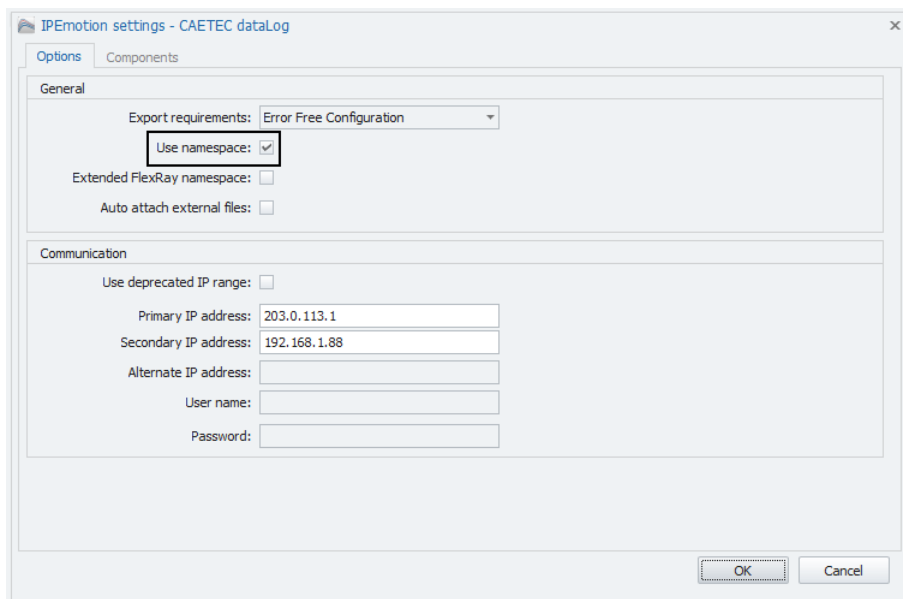 IPEmotion settings - CAETEC dataLog
Options Components
General
Export requirements: Error Free Configuration
Use namespace:
Extended FlexRay namespace:
Auto attach external files:
Communication
Use deprecated IP range:
Primary IP address: 203.0.113.1
Secondary IP address: 192.168.1.88
Alternate IP address:
User name:
Password:
OK Cancel